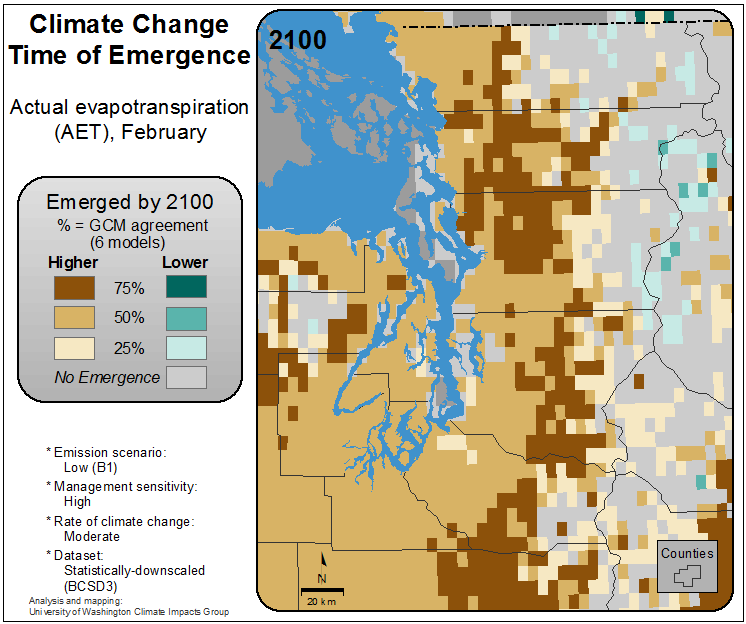 Climate Change
Time of Emergence
Actual evapotranspiration
(AET), February
Emerged by 2100
% = GCM agreement
(6 models)
Higher Lower
75%
50%
25%
No Emergence
* Emission scenario:
Low (B1)
* Management sensitivity:
High
* Rate of climate change:
Moderate
* Dataset:
Statistically-downscaled
(BCSD3)
Analysis and mapping:
University of Washington Climate Impacts Group
2100
N
20 km
Counties